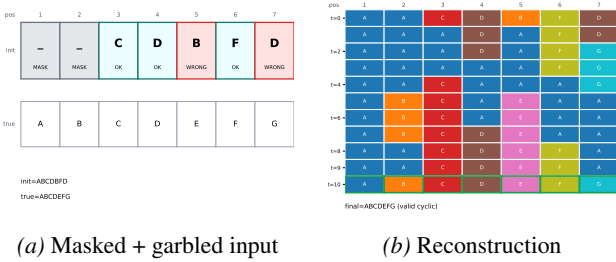 pos 1 2 3 4 5 6 7
init – – C D B F D
MASK MASK OK OK WRONG OK WRONG
true A B C D E F G
init=ABCDBFD
true=ABCDEFG
(a) Masked + garbled input
pos 1 2 3 4 5 6 7
t=0 A A C D B F D
A A A D A F D
t=2 A A A D A F G
A A A A A F G
t=4 A A C A A A G
A B C A E A A
t=6 A B C A E A A
A B C D E A A
t=8 A A C D E F A
t=9 A A C D E F A
t=10 A B C D E F G
final=ABCDEFG (valid cyclic)
(b) Reconstruction